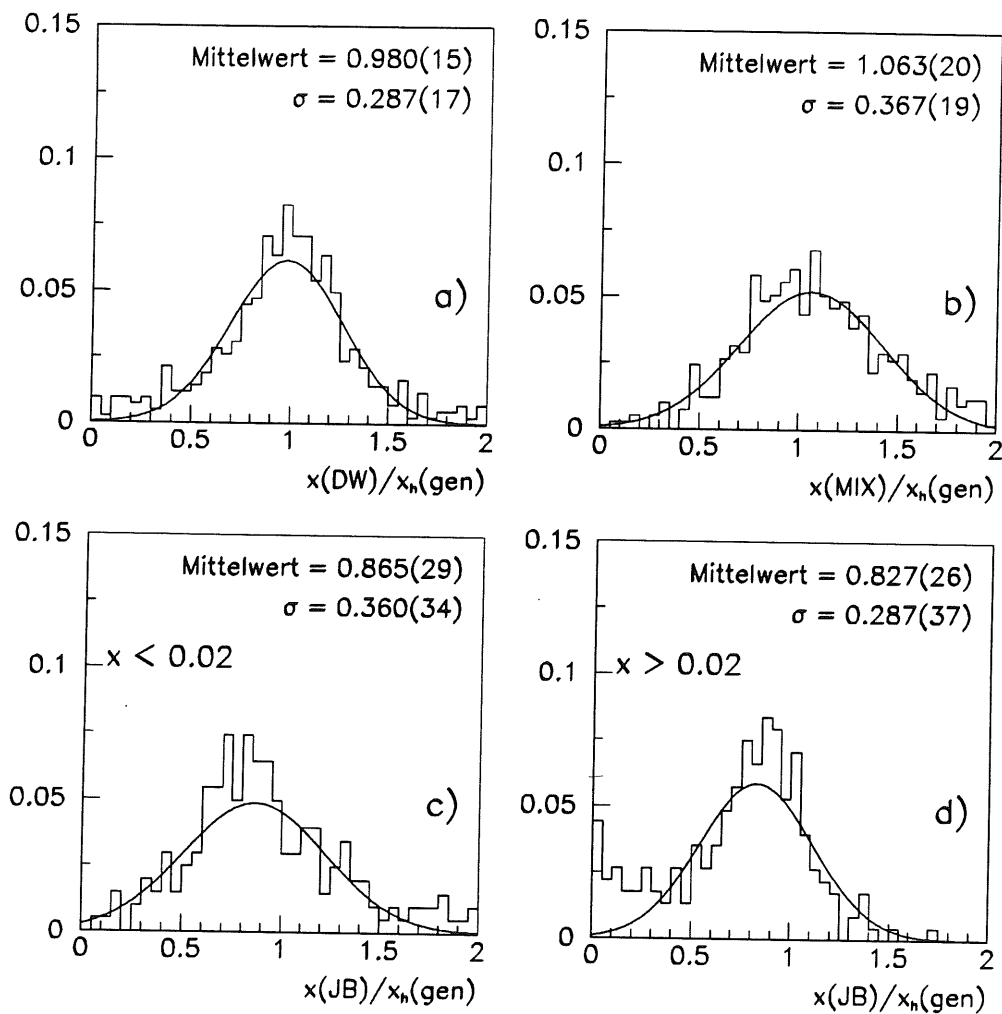 0.15
Mittelwert = 0.980(15)
σ = 0.287(17)
0.1
0.05
a)
0
0 0.5 1 1.5 2
x(DW)/xₕ(gen)
0.15
Mittelwert = 1.063(20)
σ = 0.367(19)
0.1
0.05
b)
0
0 0.5 1 1.5 2
x(MIX)/xₕ(gen)
0.15
Mittelwert = 0.865(29)
σ = 0.360(34)
0.1
x < 0.02
0.05
c)
0
0 0.5 1 1.5 2
x(JB)/xₕ(gen)
0.15
Mittelwert = 0.827(26)
σ = 0.287(37)
0.1
x > 0.02
0.05
d)
0
0 0.5 1 1.5 2
x(JB)/xₕ(gen)